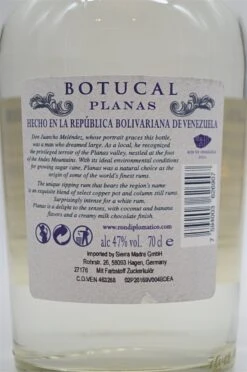 BOTUCAL
PLANAS
HECHO EN LA REPÚBLICA BOLIVARIANA DE VENEZUELA
Don Juancho Meléndez, whose portrait graces this bottle,
was a man who dreamed large. As a local, he recognized
the privileged terroir of the Planas valley, nestled at the foot
of the Andes Mountains. With its ideal environmental conditions
for growing sugar cane, Planas was a natural choice as the
origin of some of the world's finest rums.
The unique sipping rum that bears the region's name
is an exquisite blend of select copper pot and column still rums.
Surprisingly intense for a white rum,
Planas is a delight to the senses, with coconut and banana
flavors and a creamy milk chocolate finish.
www.rondiplomatico.com
alc 47% vol. 70 cl e
Imported by Sierra Madre GmbH
Rohrstr. 26, 58093 Hagen, Germany
27176 Mit Farbstoff Zuckerkulör